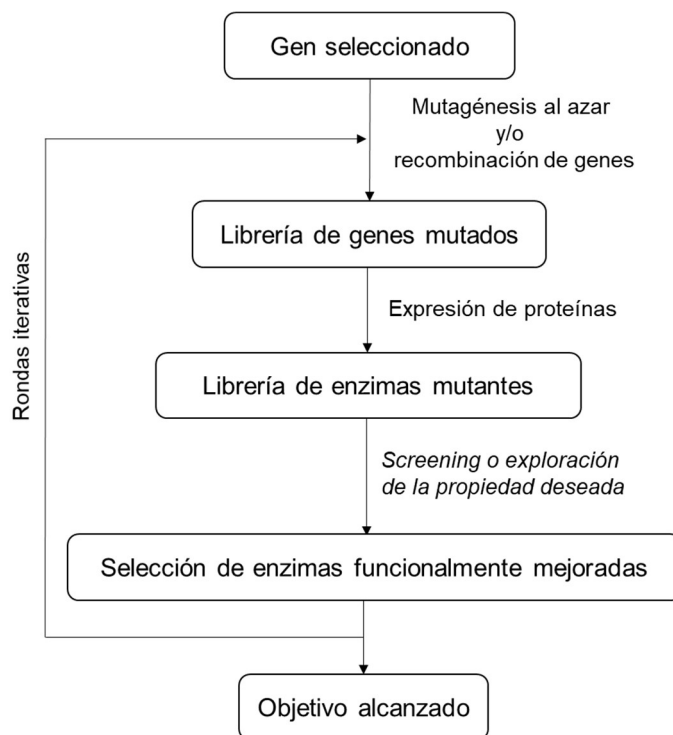 Gen seleccionado
Mutagénesis al azar
y/o
recombinación de genes
Librería de genes mutados
Expresión de proteínas
Rondas iterativas
Librería de enzimas mutantes
Screening o exploración
de la propiedad deseada
Selección de enzimas funcionalmente mejoradas
Objetivo alcanzado